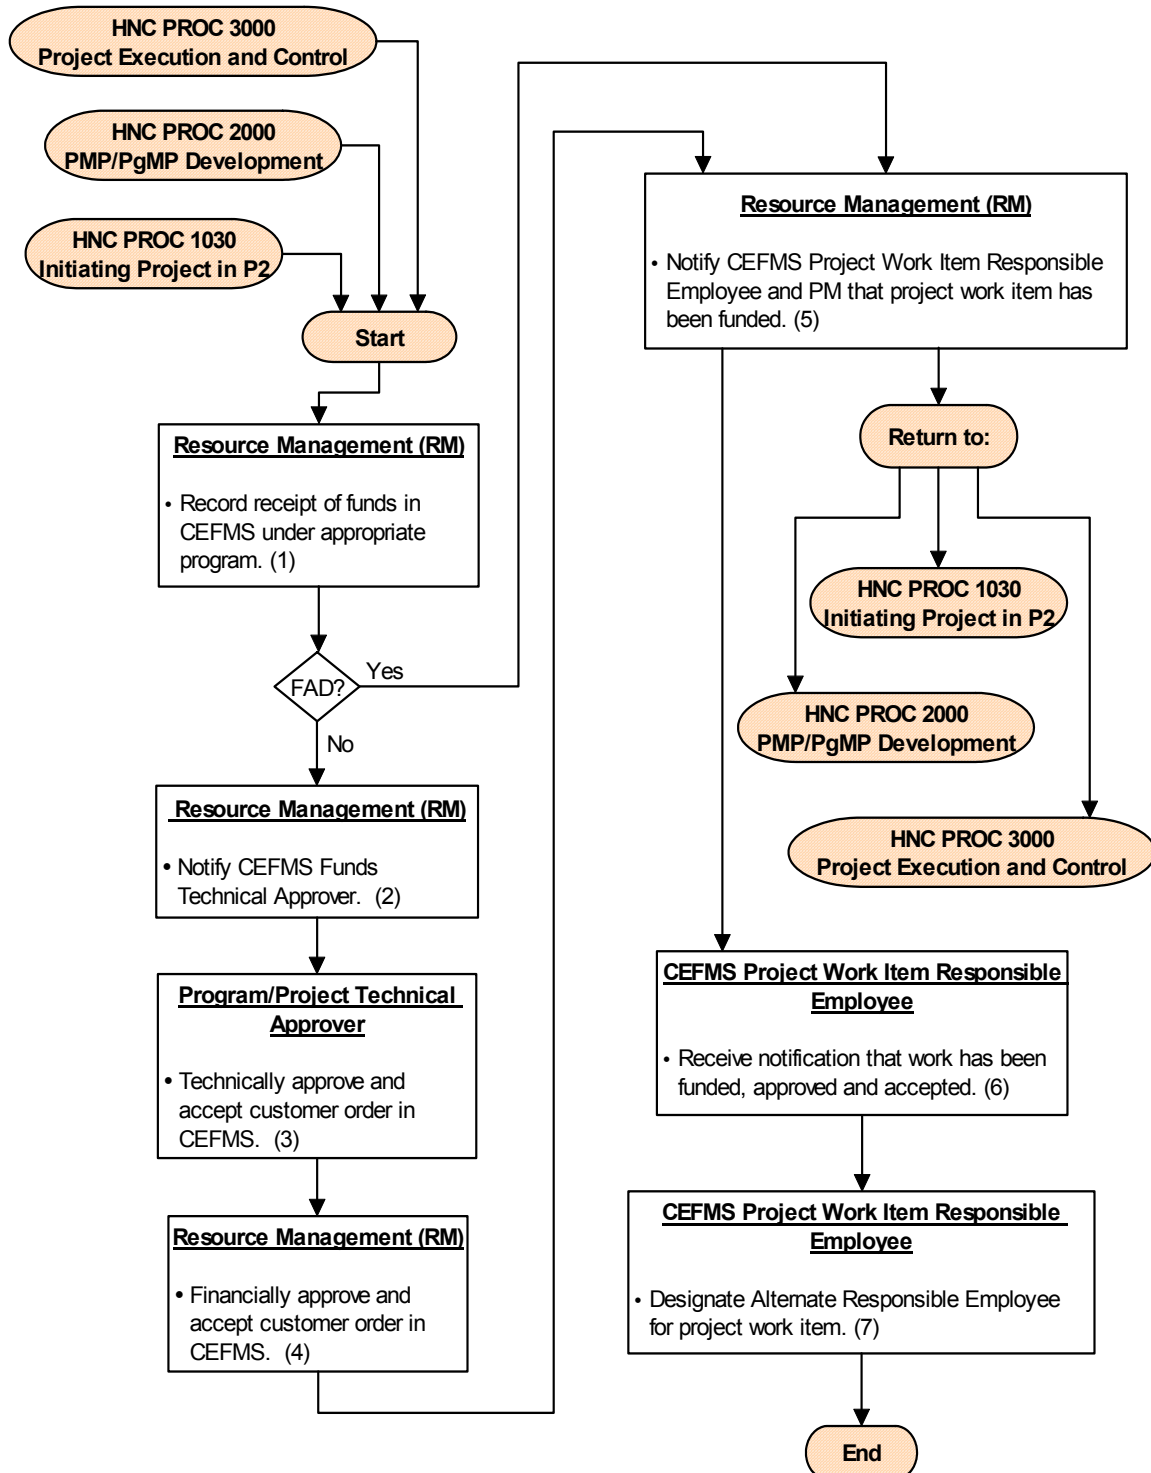 HNC PROC 3000
Project Execution and Control
HNC PROC 2000
PMP/PgMP Development
HNC PROC 1030
Initiating Project in P2
Start
Resource Management (RM)
• Record receipt of funds in
CEFMS under appropriate
program. (1)
FAD?
Yes
No
Resource Management (RM)
• Notify CEFMS Funds
Technical Approver. (2)
Program/Project Technical
Approver
• Technically approve and
accept customer order in
CEFMS. (3)
Resource Management (RM)
• Financially approve and
accept customer order in
CEFMS. (4)
Resource Management (RM)
• Notify CEFMS Project Work Item Responsible
Employee and PM that project work item has
been funded. (5)
Return to:
HNC PROC 1030
Initiating Project in P2
HNC PROC 2000
PMP/PgMP Development
HNC PROC 3000
Project Execution and Control
CEFMS Project Work Item Responsible
Employee
• Receive notification that work has been
funded, approved and accepted. (6)
CEFMS Project Work Item Responsible
Employee
• Designate Alternate Responsible Employee
for project work item. (7)
End